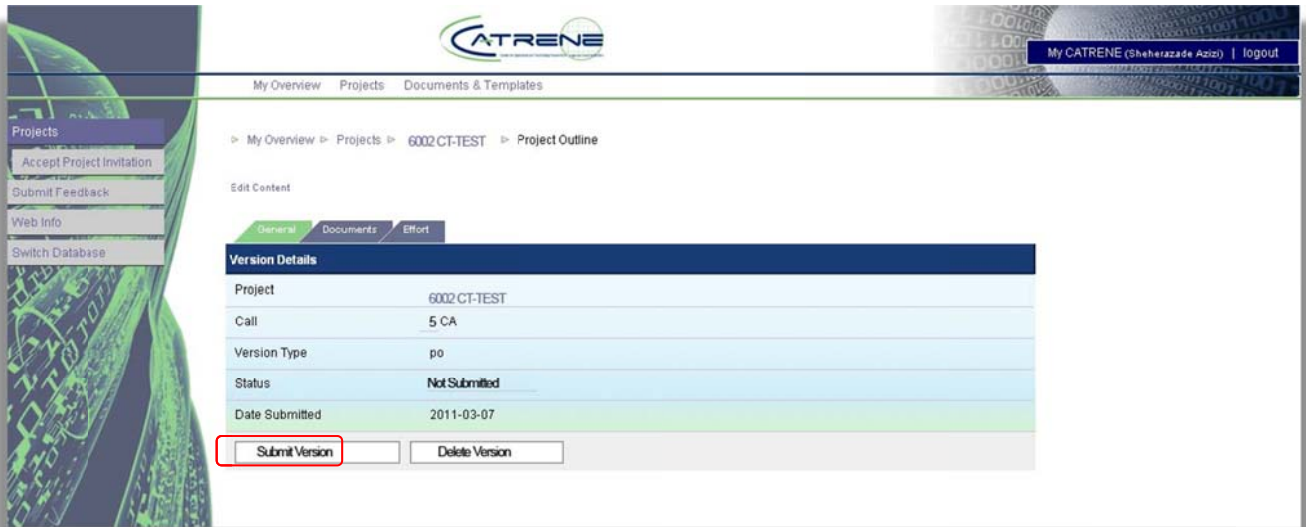 CATRENE
My CATRENE (Sheherazade Azizi) | logout
My Overview Projects Documents & Templates
Projects
Accept Project Invitation
Submit Feedback
Web Info
Switch Database
My Overview Projects 6002 CT-TEST Project Outline
Edit Content
General Documents Effort
Version Details
Project 6002 CT-TEST
Call 5 CA
Version Type po
Status Not Submitted
Date Submitted 2011-03-07
Submit Version Delete Version